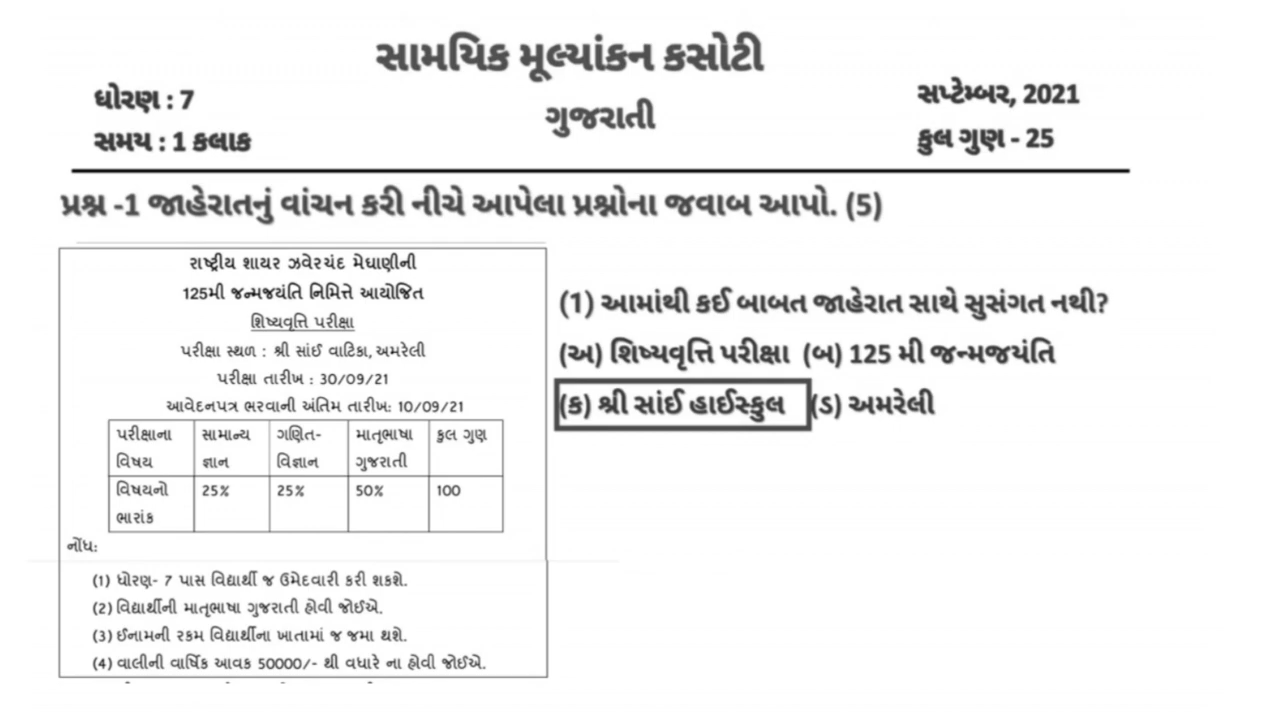 સામયિક મૂલ્યાંકન કસોટી
ધોરણ : 7
સપ્ટેમ્બર, 2021
ગુજરાતી
સમય : 1 કલાક
કુલ ગુણ - 25
પ્રશ્ન -1 જાહેરાતનું વાંચન કરી નીચે આપેલા પ્રશ્નોના જવાબ આપો. (5)
રાષ્ટ્રીય શાયર ઝવેરચંદ મેઘાણીની
125મી જન્મજયંતિ નિમિત્તે આયોજિત
શિષ્યવૃત્તિ પરીક્ષા
પરીક્ષા સ્થળ : શ્રી સાંઈ વાટિકા, અમરેલી
પરીક્ષા તારીખ : 30/09/21
આવેદનપત્ર ભરવાની અંતિમ તારીખ: 10/09/21
પરીક્ષાના વિષય સામાન્ય જ્ઞાન ગણિત-વિજ્ઞાન માતૃભાષા ગુજરાતી કુલ ગુણ
વિષયનો ભારાંક 25% 25% 50% 100
નોંધ:
(1) ધોરણ- 7 પાસ વિદ્યાર્થી જ ઉમેદવારી કરી શકશે.
(2) વિદ્યાર્થીની માતૃભાષા ગુજરાતી હોવી જોઈએ.
(3) ઈનામની રકમ વિદ્યાર્થીના ખાતામાં જ જમા થશે.
(4) વાલીની વાર્ષિક આવક 50000/- થી વધારે ના હોવી જોઈએ.
(1) આમાંથી કઈ બાબત જાહેરાત સાથે સુસંગત નથી?
(અ) શિષ્યવૃત્તિ પરીક્ષા (બ) 125 મી જન્મજયંતિ
(ક) શ્રી સાંઈ હાઈસ્કુલ (ડ) અમરેલી